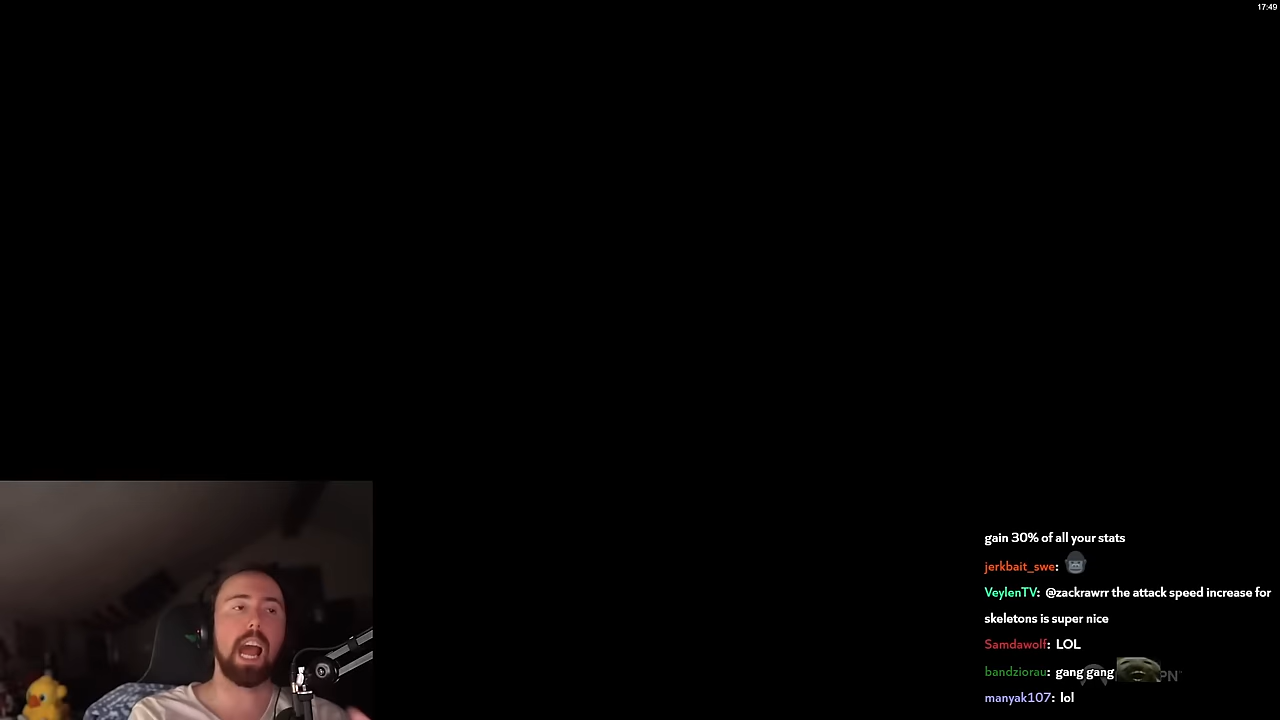 17:49
gain 30% of all your stats
jerkbait_swe:
VeylenTV: @zackrawrr the attack speed increase for
skeletons is super nice
Samdawolf: LOL
bandziorau: gang gang
manyak107: lol